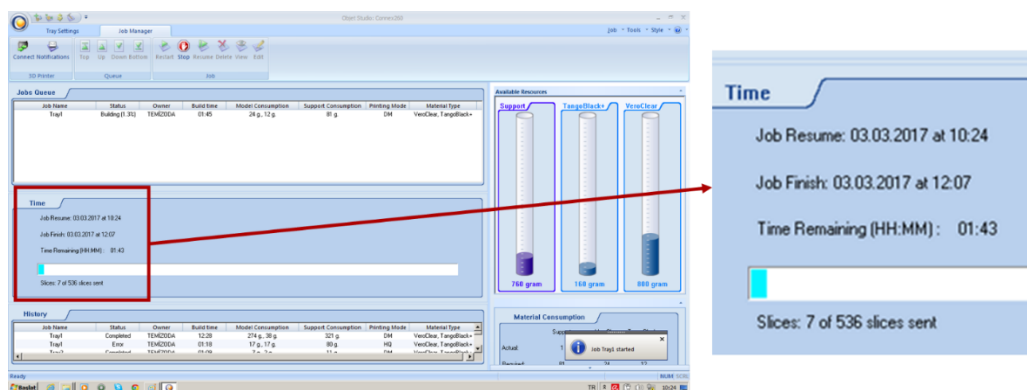 Objet Studio: Connex350
Tray Settings
Job Manager
Job
Tools
Style
Connect Notifications
Top Up Down Bottom
Restart Stop Resume Delete View Edit
3D Printer
Queue
Job
Jobs Queue
Job Name Status Owner Build time Model Consumption Support Consumption Printing Mode Material Type
Tray1 Building (1.3%) TEMIZODA 01:45 24 g., 12 g. 81 g. DM VeroClear, TangoBlack+
Available Resources
Support
TangoBlack+
VeroClear
760 gram
160 gram
880 gram
Time
Job Resume: 03.03.2017 at 10:24
Job Finish: 03.03.2017 at 12:07
Time Remaining (HH:MM) : 01:43
Slices: 7 of 536 slices sent
History
Job Name Status Owner Build time Model Consumption Support Consumption Printing Mode Material Type
Tray1 Completed TEMIZODA 12:28 274 g., 38 g. 321 g. DM VeroClear, TangoBlack+
Tray1 Error TEMIZODA 01:10 17 g., 17 g. 80 g. HQ VeroClear, TangoBlack+
Material Consumption
Actual:
Job Tray1 started
Ready
NUM
TR
10:24
Time
Job Resume: 03.03.2017 at 10:24
Job Finish: 03.03.2017 at 12:07
Time Remaining (HH:MM) : 01:43
Slices: 7 of 536 slices sent